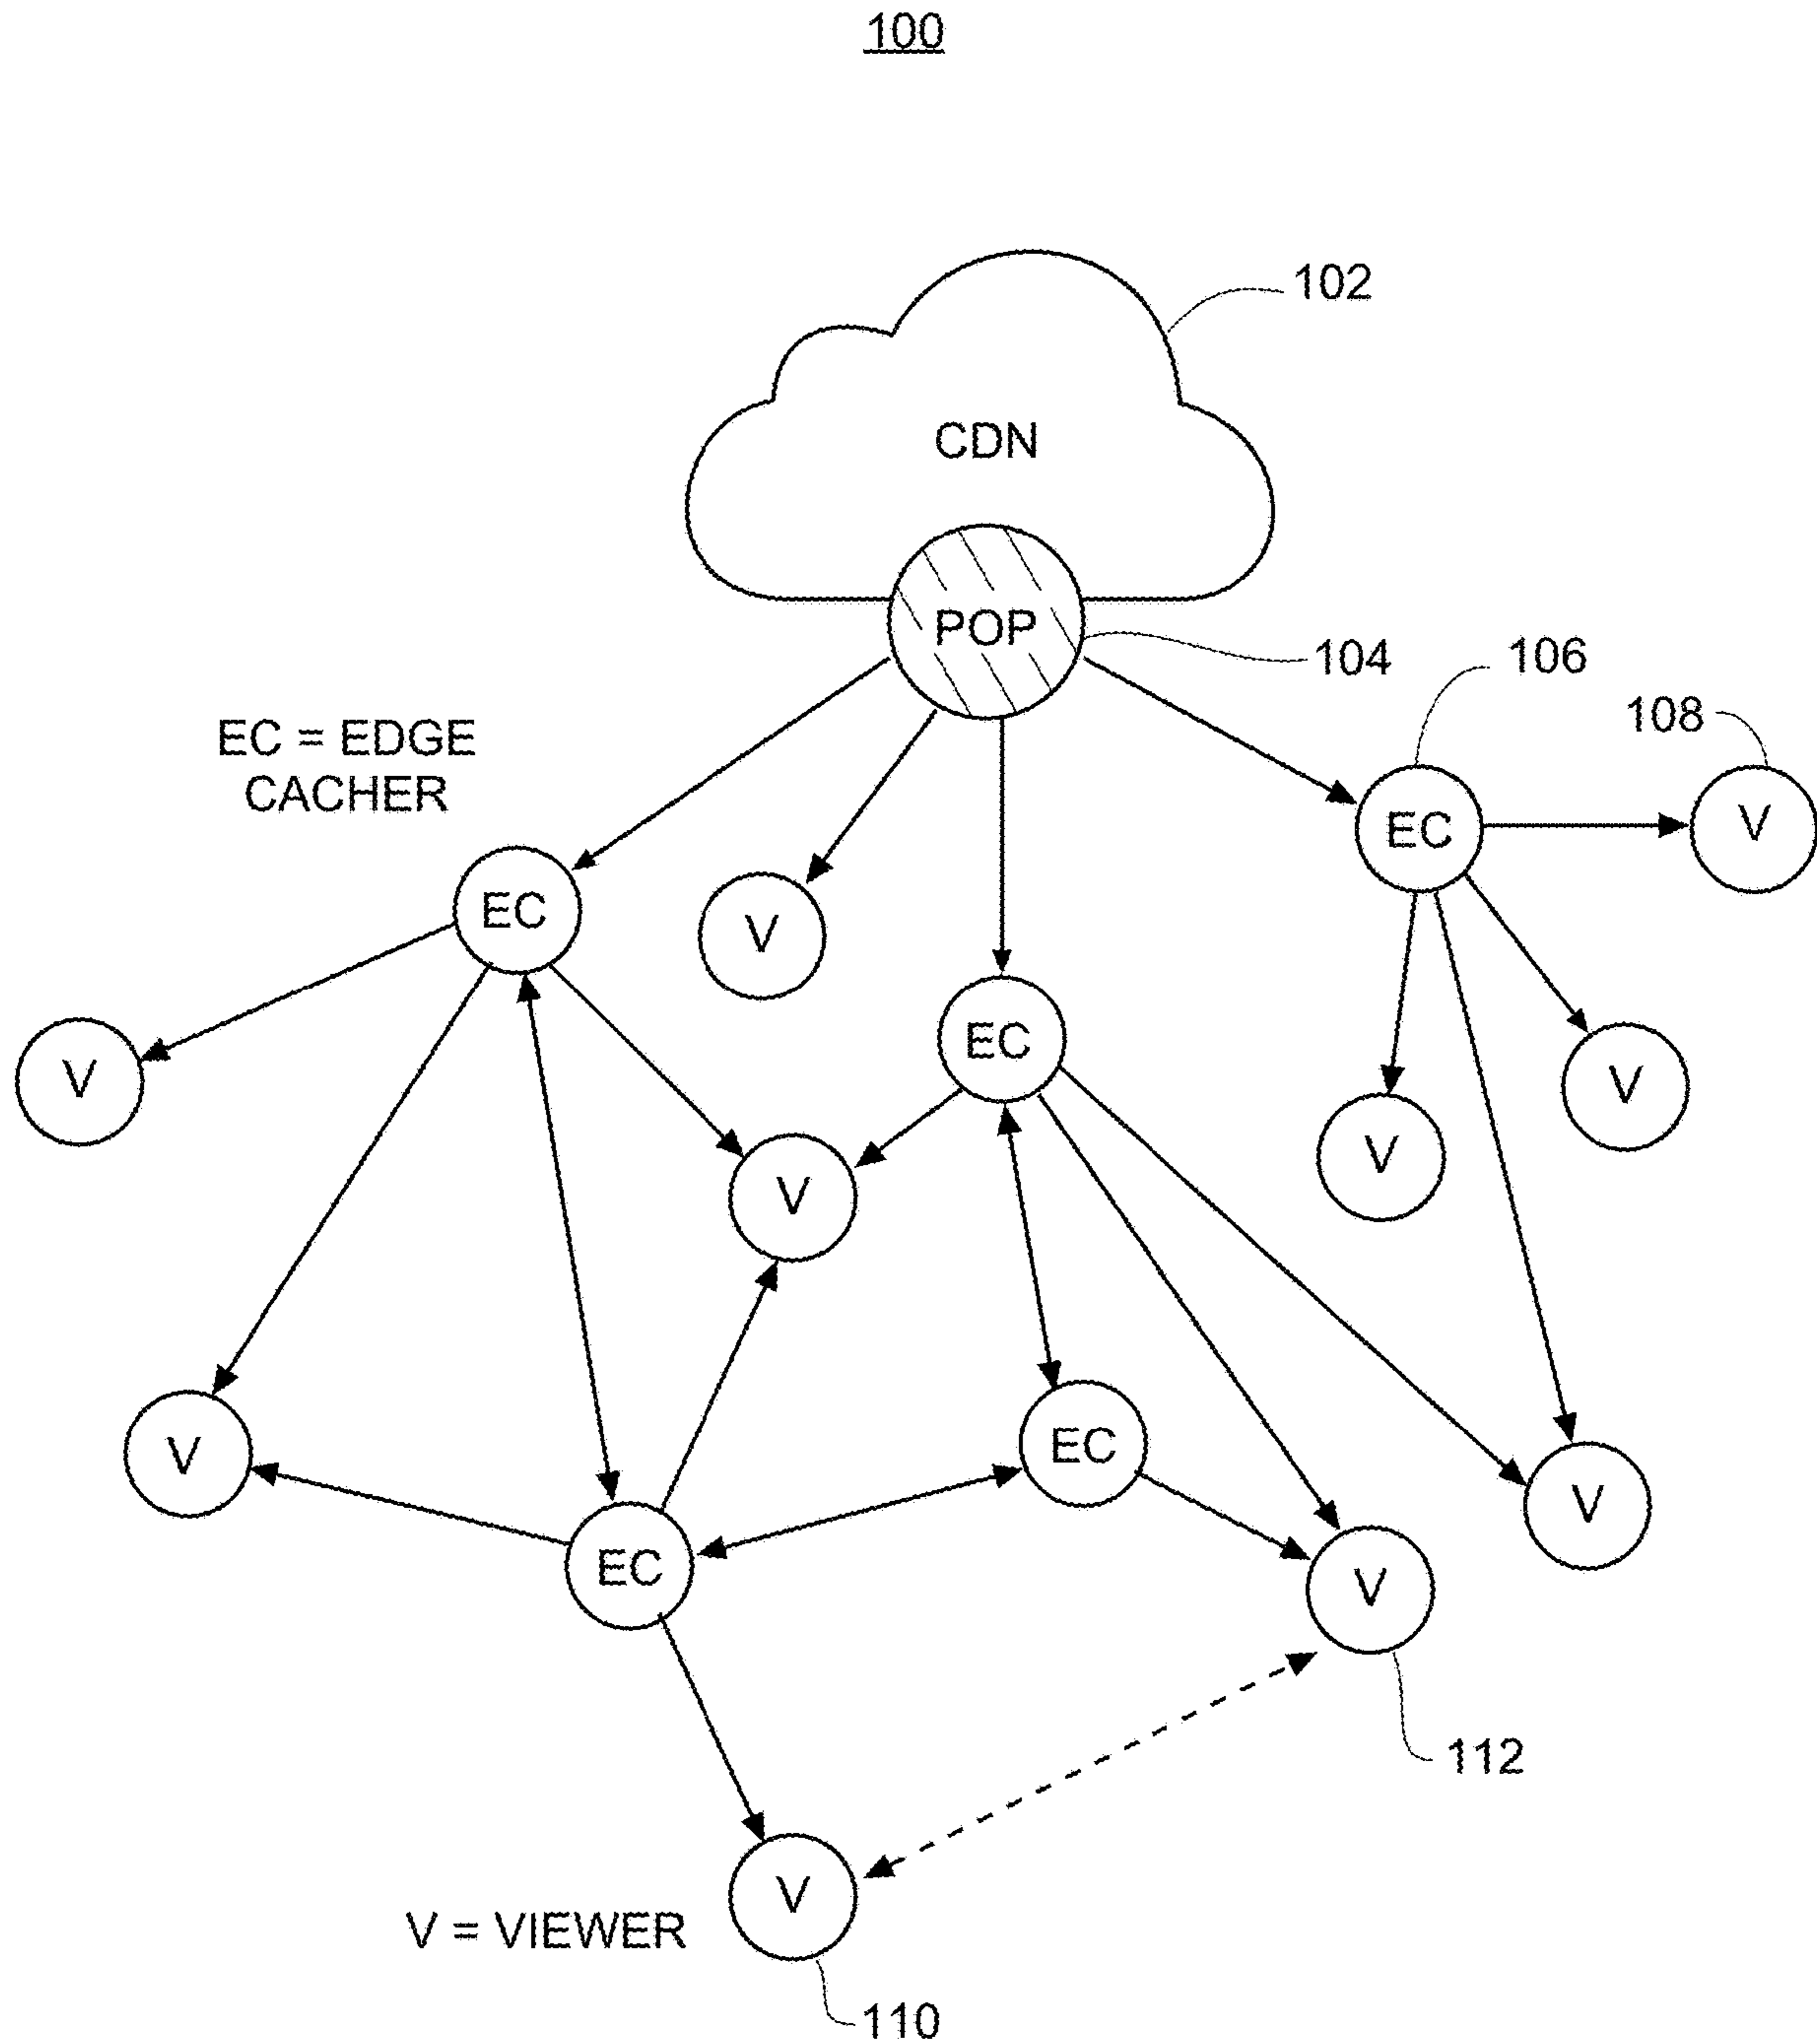 100
102
CDN
POP
104
106
108
EC = EDGE
CACHER
EC
V
EC
V
EC
V
V
V
V
V
EC
V
EC
V
V
112
V
V = VIEWER
110